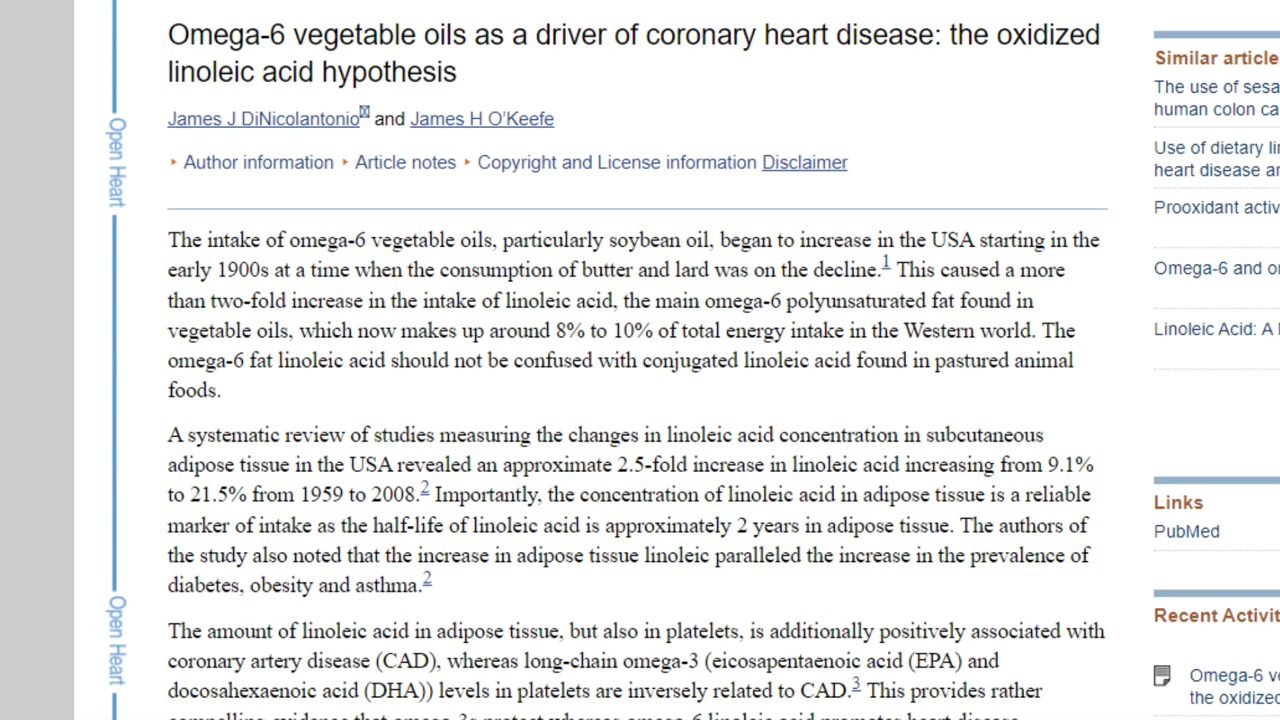 Omega-6 vegetable oils as a driver of coronary heart disease: the oxidized
linoleic acid hypothesis
James J DiNicolantonio and James H O'Keefe
Author information Article notes Copyright and License information Disclaimer
The intake of omega-6 vegetable oils, particularly soybean oil, began to increase in the USA starting in the
early 1900s at a time when the consumption of butter and lard was on the decline.1 This caused a more
than two-fold increase in the intake of linoleic acid, the main omega-6 polyunsaturated fat found in
vegetable oils, which now makes up around 8% to 10% of total energy intake in the Western world. The
omega-6 fat linoleic acid should not be confused with conjugated linoleic acid found in pastured animal
foods.
A systematic review of studies measuring the changes in linoleic acid concentration in subcutaneous
adipose tissue in the USA revealed an approximate 2.5-fold increase in linoleic acid increasing from 9.1%
to 21.5% from 1959 to 2008.2 Importantly, the concentration of linoleic acid in adipose tissue is a reliable
marker of intake as the half-life of linoleic acid is approximately 2 years in adipose tissue. The authors of
the study also noted that the increase in adipose tissue linoleic paralleled the increase in the prevalence of
diabetes, obesity and asthma.2
The amount of linoleic acid in adipose tissue, but also in platelets, is additionally positively associated with
coronary artery disease (CAD), whereas long-chain omega-3 (eicosapentaenoic acid (EPA) and
docosahexaenoic acid (DHA)) levels in platelets are inversely related to CAD.3 This provides rather
Open Heart
Open Heart
Similar article
The use of sesa
human colon ca
Use of dietary li
heart disease a
Prooxidant activ
Omega-6 and o
Linoleic Acid: A
Links
PubMed
Recent Activit
Omega-6 ve
the oxidized